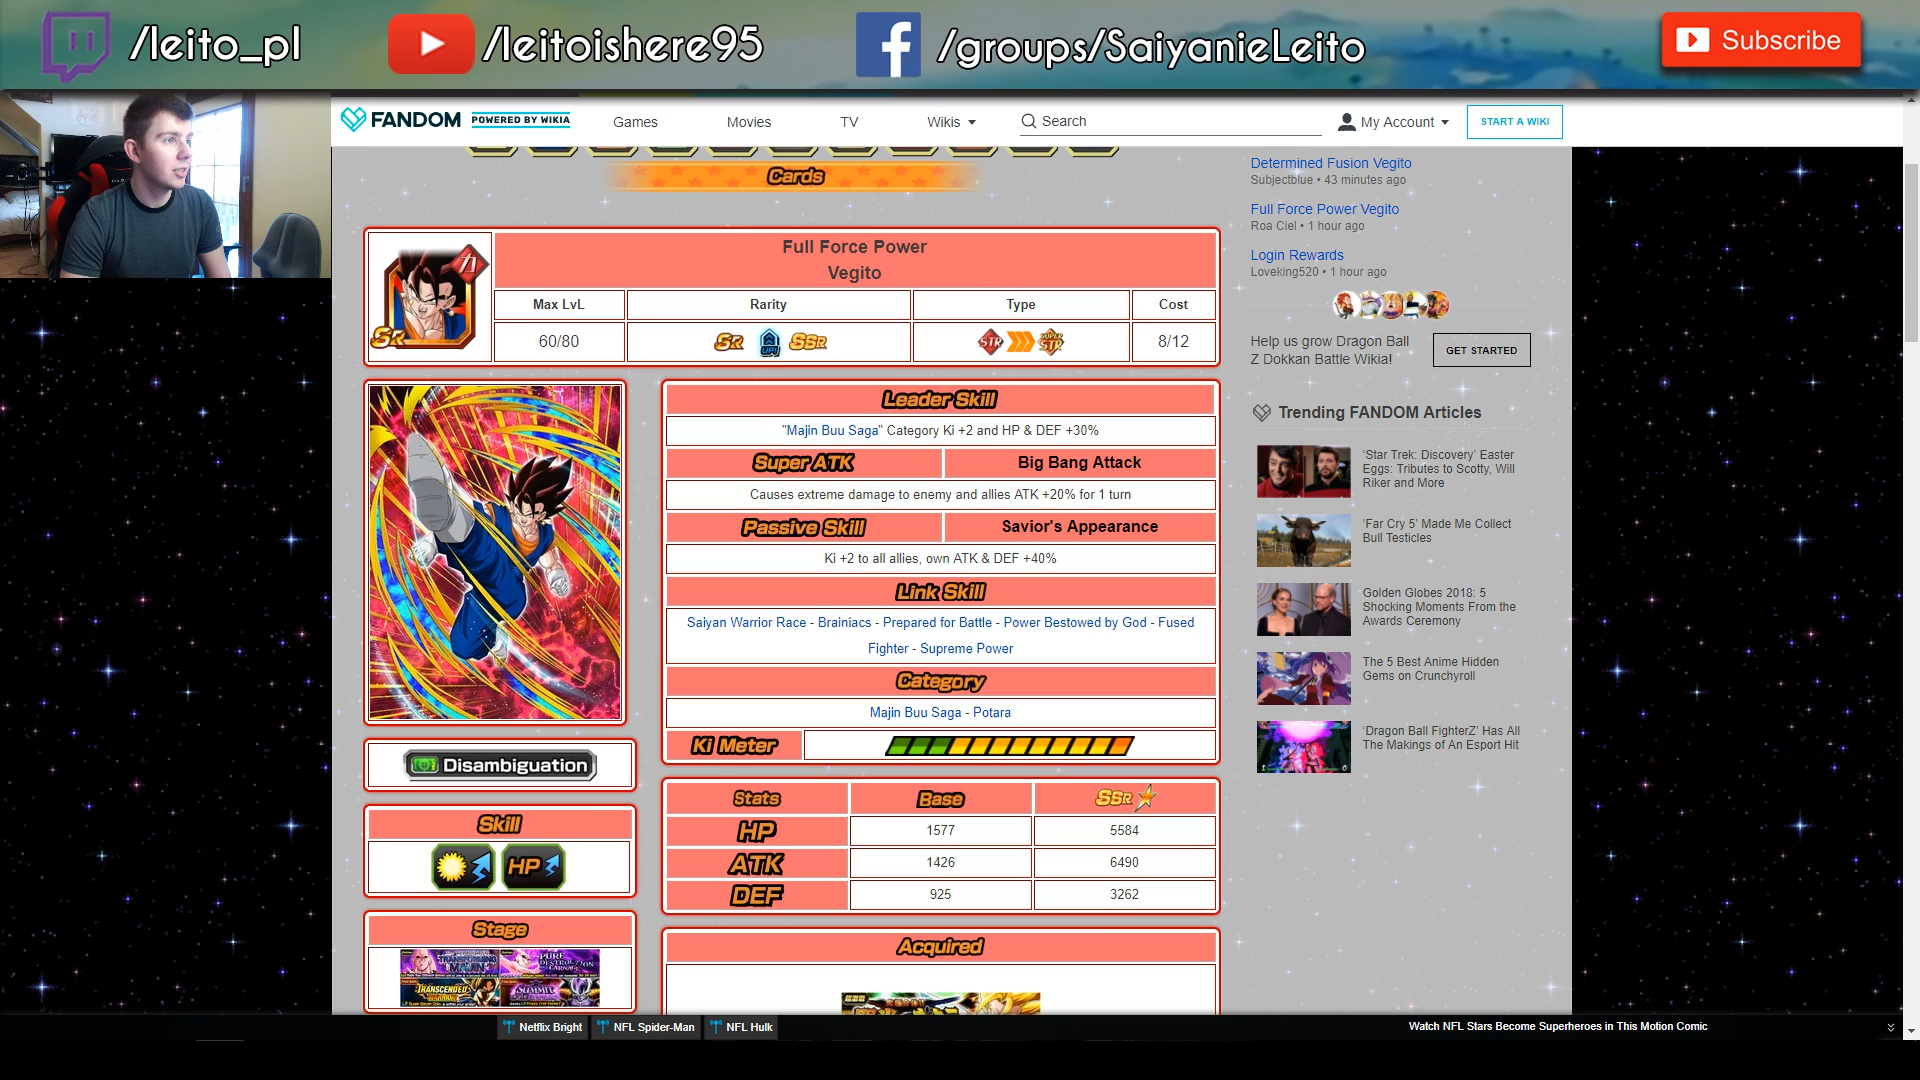 /leito_pl
/leitoishere95
/groups/SaiyanieLeito
Subscribe
FANDOM POWERED BY WIKIA
Games
Movies
TV
Wikis
Search
My Account
START A WIKI
Cards
Full Force Power
Vegito
Max LvL
Rarity
Type
Cost
SR
60/80
SR UP! SSR
STR SUPER STR
8/12
Leader Skill
"Majin Buu Saga" Category Ki +2 and HP & DEF +30%
Super ATK
Big Bang Attack
Causes extreme damage to enemy and allies ATK +20% for 1 turn
Passive Skill
Savior's Appearance
Ki +2 to all allies, own ATK & DEF +40%
Link Skill
Saiyan Warrior Race - Brainiacs - Prepared for Battle - Power Bestowed by God - Fused
Fighter - Supreme Power
Category
Majin Buu Saga - Potara
Ki Meter
Disambiguation
Skill
HP
Stage
Stats
Base
SSR
HP
1577
5584
ATK
1426
6490
DEF
925
3262
Acquired
Determined Fusion Vegito
Subjectblue • 43 minutes ago
Full Force Power Vegito
Roa Ciel • 1 hour ago
Login Rewards
Loveking520 • 1 hour ago
Help us grow Dragon Ball
Z Dokkan Battle Wikia!
GET STARTED
Trending FANDOM Articles
'Star Trek: Discovery' Easter
Eggs: Tributes to Scotty, Will
Riker and More
'Far Cry 5' Made Me Collect
Bull Testicles
Golden Globes 2018: 5
Shocking Moments From the
Awards Ceremony
The 5 Best Anime Hidden
Gems on Crunchyroll
'Dragon Ball FighterZ' Has All
The Makings of An Esport Hit
Netflix Bright
NFL Spider-Man
NFL Hulk
Watch NFL Stars Become Superheroes in This Motion Comic